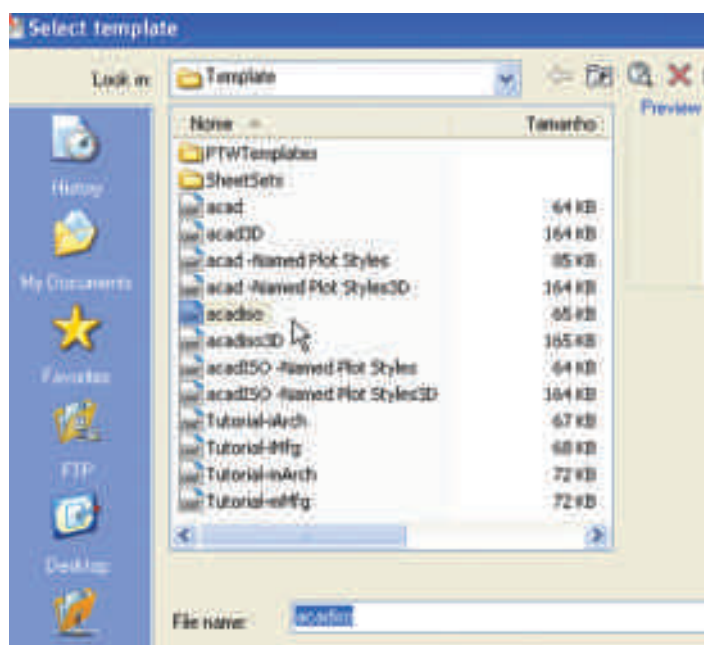 Select template
Look in: Template
Preview
Nome Tamanho
PTWTemplates
SheetSets
acad 64 KB
acad3D 164 KB
acad -Named Plot Styles 85 KB
acad -Named Plot Styles3D 164 KB
acadiso 65 KB
acadiso3D 165 KB
acadISO -Named Plot Styles 64 KB
acadISO -Named Plot Styles3D 164 KB
Tutorial-iArch 67 KB
Tutorial-iMfg 68 KB
Tutorial-mArch 72 KB
Tutorial-mMfg 72 KB
History
My Documents
Favorites
FTP
Desktop
File name: acadiso